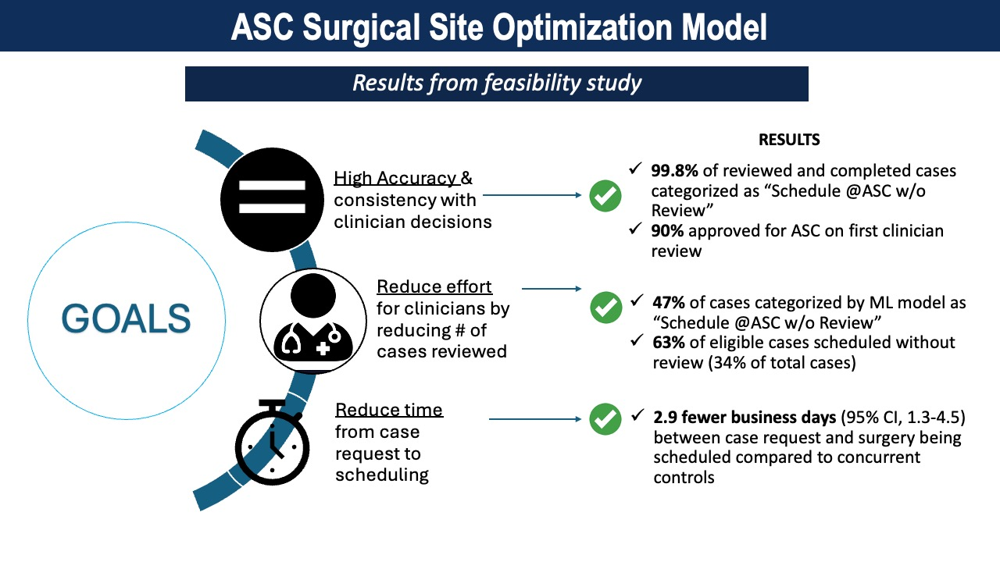 ASC Surgical Site Optimization Model
Results from feasibility study
GOALS
High Accuracy &
consistency with
clinician decisions
Reduce effort
for clinicians by
reducing # of
cases reviewed
Reduce time
from case
request to
scheduling
RESULTS
✓ 99.8% of reviewed and completed cases
categorized as “Schedule @ASC w/o
Review”
✓ 90% approved for ASC on first clinician
review
✓ 47% of cases categorized by ML model as
“Schedule @ASC w/o Review”
✓ 63% of eligible cases scheduled without
review (34% of total cases)
✓ 2.9 fewer business days (95% CI, 1.3-4.5)
between case request and surgery being
scheduled compared to concurrent
controls